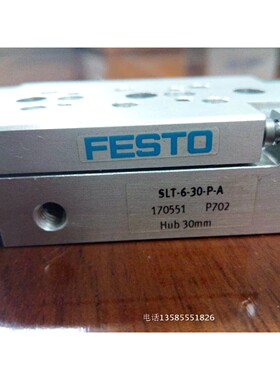 FESTO
SLT-6-30-P-A
170551 P702
Hub 30mm
电话13585551826